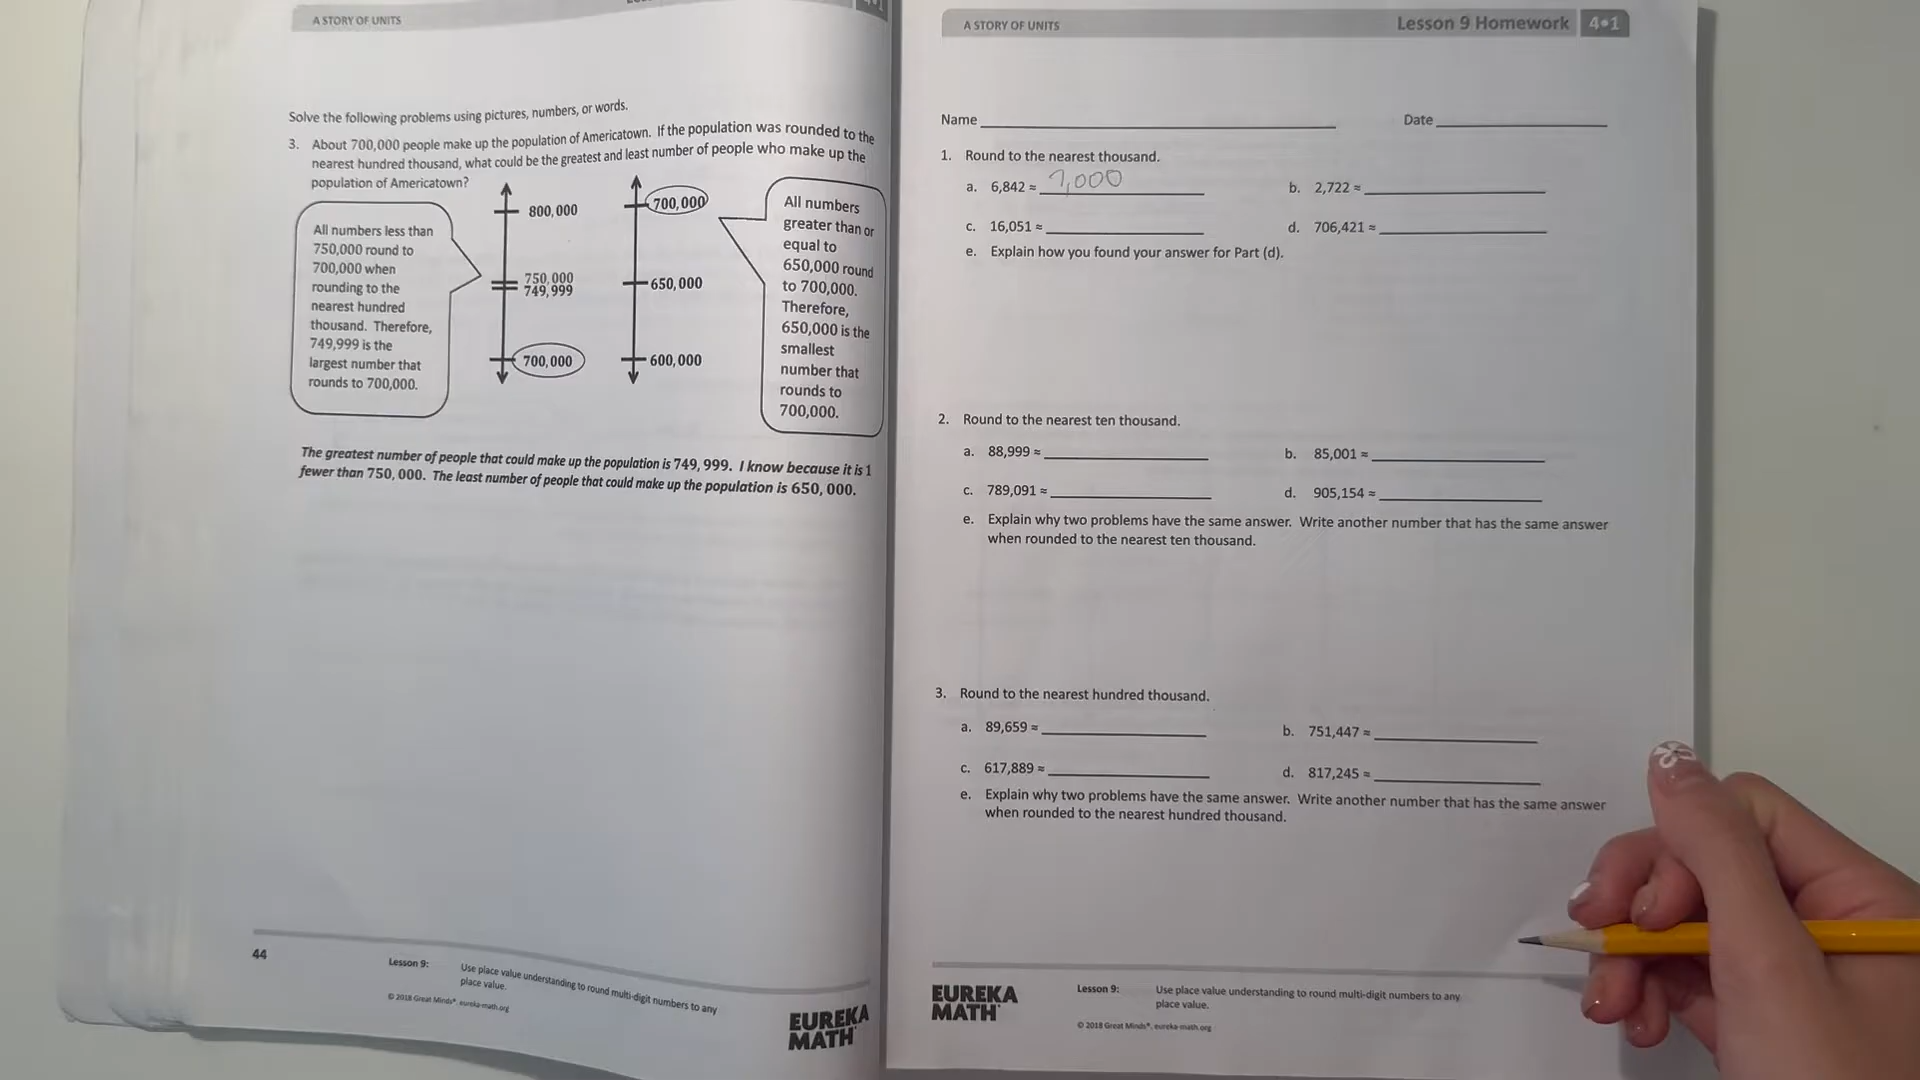 A STORY OF UNITS
Solve the following problems using pictures, numbers, or words.
3. About 700,000 people make up the population of Americatown. If the population was rounded to the
nearest hundred thousand, what could be the greatest and least number of people who make up the
population of Americatown?
All numbers less than
750,000 round to
700,000 when
rounding to the
nearest hundred
thousand. Therefore,
749,999 is the
largest number that
rounds to 700,000.
800,000
750,000
749,999
700,000
700,000
650,000
600,000
All numbers
greater than or
equal to
650,000 round
to 700,000.
Therefore,
650,000 is the
smallest
number that
rounds to
700,000.
The greatest number of people that could make up the population is 749,999. I know because it is 1
fewer than 750,000. The least number of people that could make up the population is 650,000.
44
Lesson 9: Use place value understanding to round multi-digit numbers to any
place value.
© 2018 Great Minds®. eureka-math.org
EUREKA
MATH
A STORY OF UNITS Lesson 9 Homework 4•1
Name Date
1. Round to the nearest thousand.
a. 6,842 ≈ 7,000 b. 2,722 ≈
c. 16,051 ≈ d. 706,421 ≈
e. Explain how you found your answer for Part (d).
2. Round to the nearest ten thousand.
a. 88,999 ≈ b. 85,001 ≈
c. 789,091 ≈ d. 905,154 ≈
e. Explain why two problems have the same answer. Write another number that has the same answer
when rounded to the nearest ten thousand.
3. Round to the nearest hundred thousand.
a. 89,659 ≈ b. 751,447 ≈
c. 617,889 ≈ d. 817,245 ≈
e. Explain why two problems have the same answer. Write another number that has the same answer
when rounded to the nearest hundred thousand.
EUREKA
MATH
Lesson 9: Use place value understanding to round multi-digit numbers to any
place value.
© 2018 Great Minds®. eureka-math.org